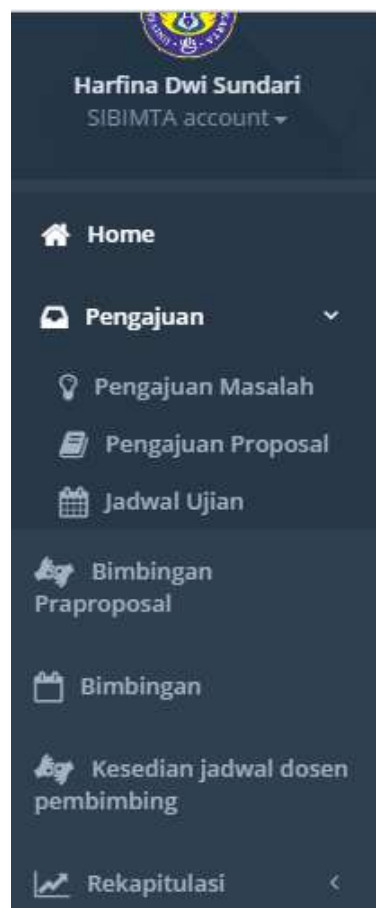 Harfina Dwi Sundari
SIBIMTA account
Home
Pengajuan
Pengajuan Masalah
Pengajuan Proposal
Jadwal Ujian
Bimbingan
Praproposal
Bimbingan
Kesedian jadwal dosen
pembimbing
Rekapitulasi